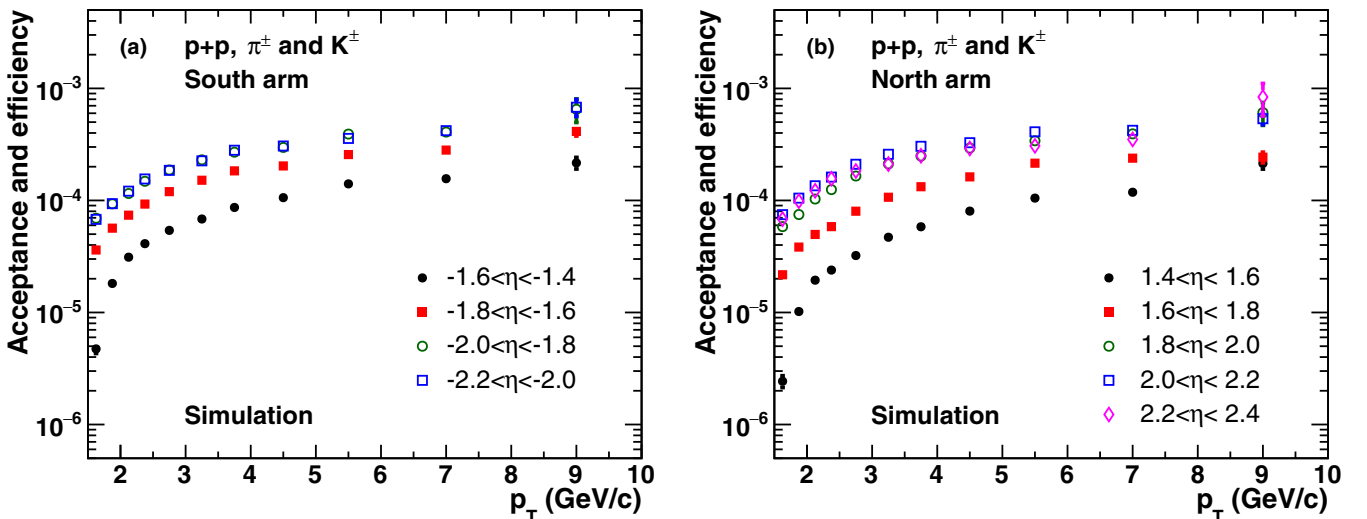 (a) p+p, π± and K±
South arm
Acceptance and efficiency
10⁻³
10⁻⁴
10⁻⁵
10⁻⁶
-1.6<η<-1.4
-1.8<η<-1.6
-2.0<η<-1.8
-2.2<η<-2.0
Simulation
2 3 4 5 6 7 8 9 10
p_T (GeV/c)
(b) p+p, π± and K±
North arm
Acceptance and efficiency
10⁻³
10⁻⁴
10⁻⁵
10⁻⁶
1.4<η< 1.6
1.6<η< 1.8
1.8<η< 2.0
2.0<η< 2.2
2.2<η< 2.4
Simulation
2 3 4 5 6 7 8 9 10
p_T (GeV/c)